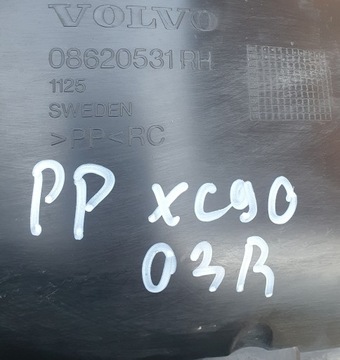 VOLVO
08620531 RH
1125
SWEDEN
>PP<RC
PP XC90
03R